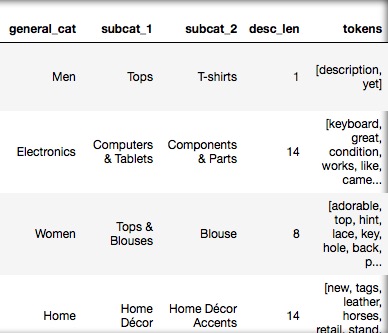 general_cat subcat_1 subcat_2 desc_len tokens
Men
Tops
T-shirts
1
[description,
yet]
Electronics
Computers
& Tablets
Components
& Parts
14
[keyboard,
great,
condition,
works, like,
came...
Women
Tops &
Blouses
Blouse
8
[adorable,
top, hint,
lace, key,
hole, back,
p...
Home
Home
Décor
Home Décor
Accents
14
[new, tags,
leather,
horses,
retail, stand,